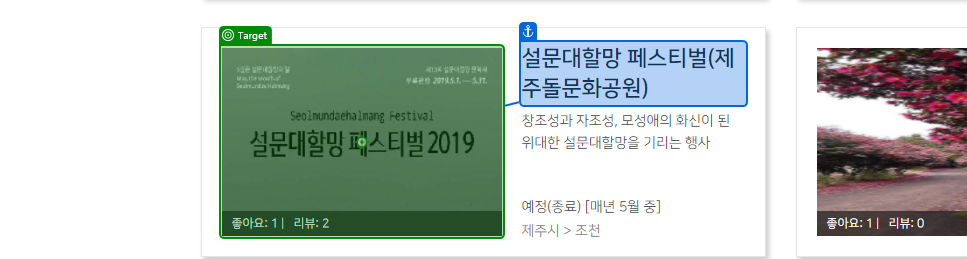 Target
설문대할망 페스티벌(제
주돌문화공원)
5.1. — 5.31.
Seolmundaehalmang Festival
설문대할망 페스티벌 2019
창조성과 자조성, 모성애의 화신이 된
위대한 설문대할망을 기리는 행사
예정(종료) [매년 5월 중]
제주시 > 조천
좋아요: 1 | 리뷰: 2
좋아요: 1 | 리뷰: 0